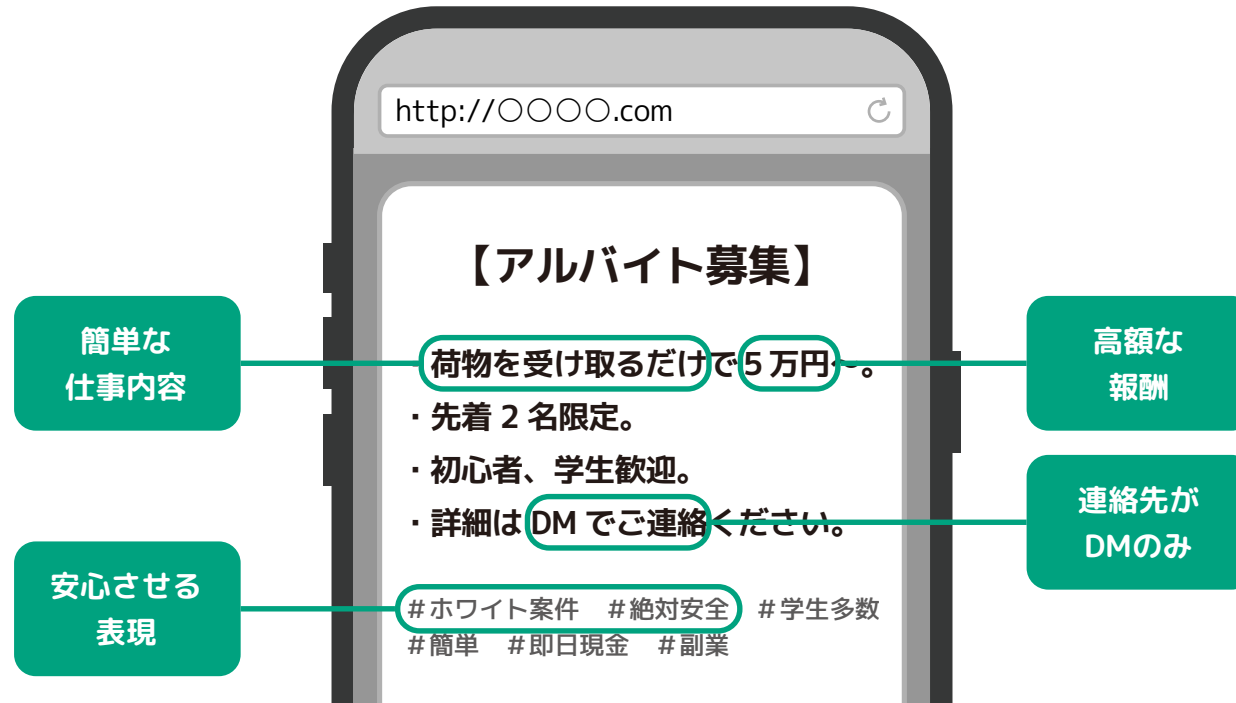 http://○○○○.com
【アルバイト募集】
・荷物を受け取るだけで5万円〜。
・先着2名限定。
・初心者、学生歓迎。
・詳細はDMでご連絡ください。
#ホワイト案件　#絶対安全　#学生多数
#簡単　#即日現金　#副業
簡単な
仕事内容
安心させる
表現
高額な
報酬
連絡先が
DMのみ